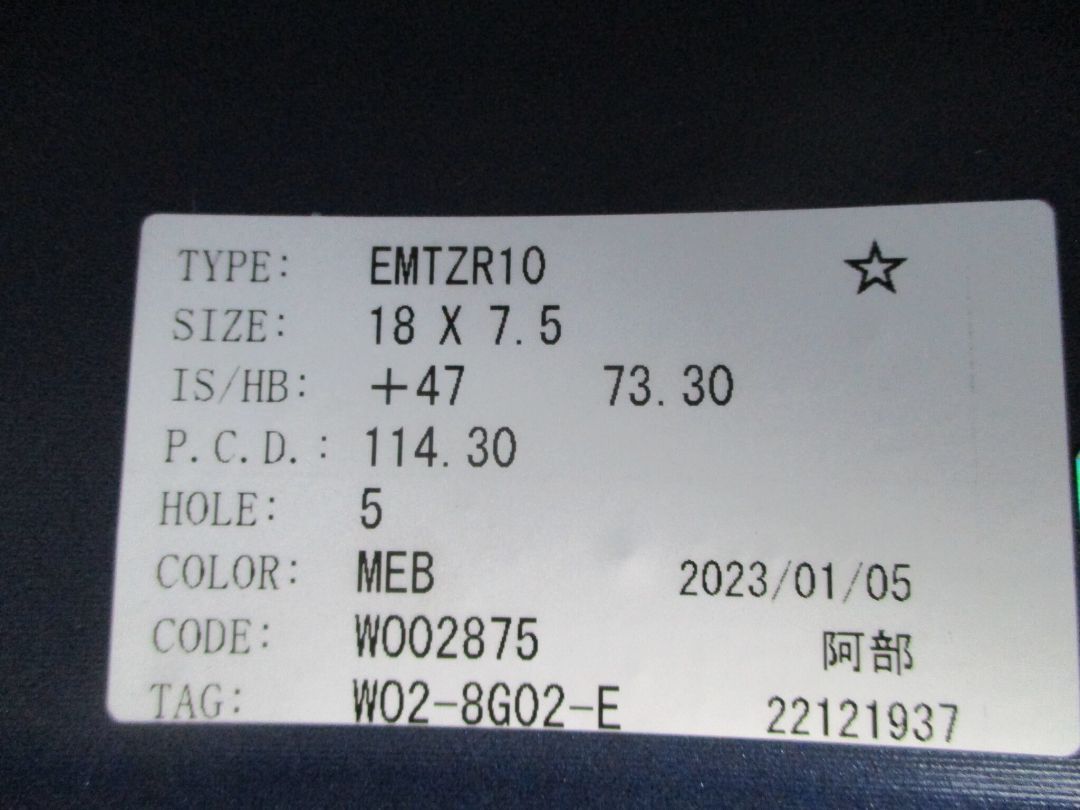 TYPE: EMTZR10 ☆
SIZE: 18 X 7.5
IS/HB: +47 73.30
P.C.D.: 114.30
HOLE: 5
COLOR: MEB 2023/01/05
CODE: W002875 阿部
TAG: W02-8G02-E 22121937